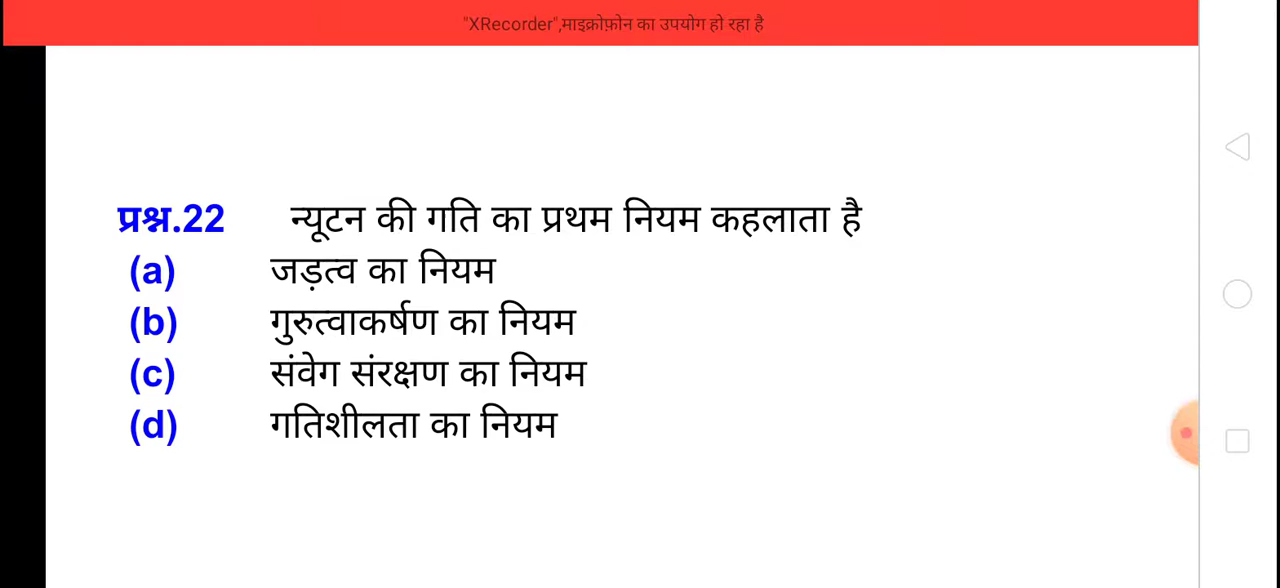 "XRecorder",माइक्रोफ़ोन का उपयोग हो रहा है
प्रश्न.22 न्यूटन की गति का प्रथम नियम कहलाता है
(a) जड़त्व का नियम
(b) गुरुत्वाकर्षण का नियम
(c) संवेग संरक्षण का नियम
(d) गतिशीलता का नियम